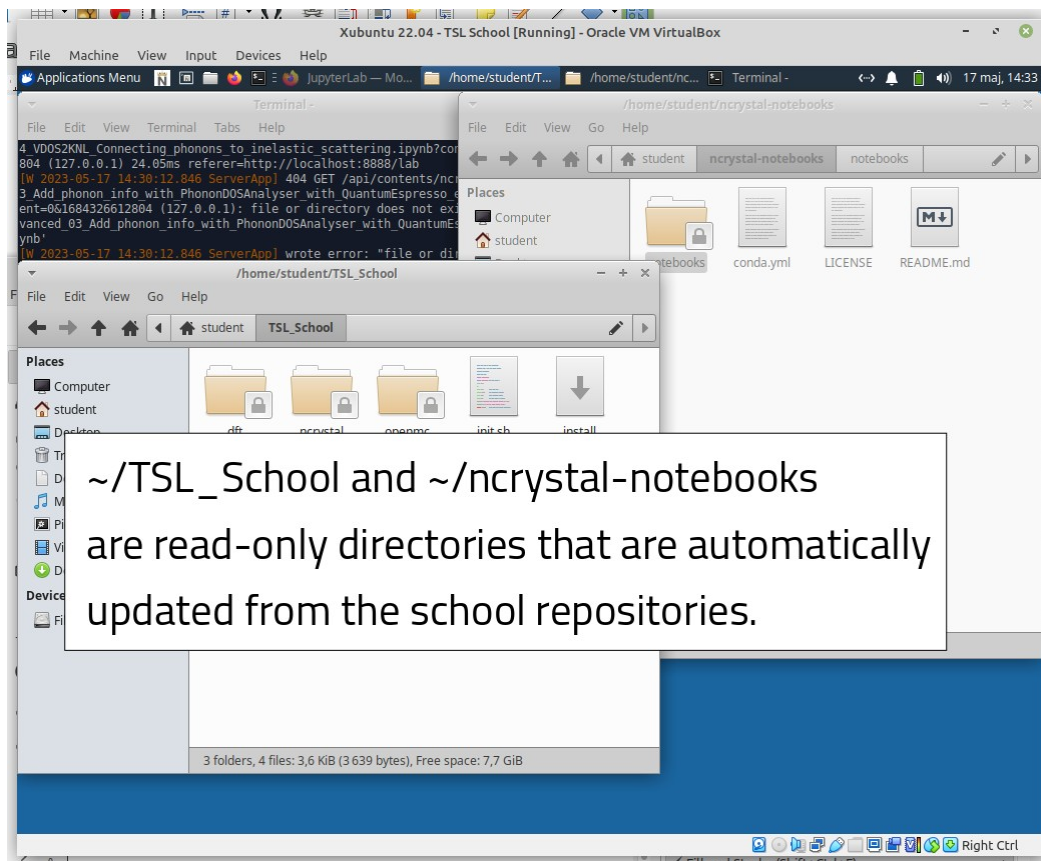 Xubuntu 22.04 - TSL School [Running] - Oracle VM VirtualBox
File Machine View Input Devices Help
Applications Menu JupyterLab — Mo... /home/student/T... /home/student/nc... Terminal - 17 maj, 14:33
Terminal -
File Edit View Terminal Tabs Help
4_VDOS2KNL_Connecting_phonons_to_inelastic_scattering.ipynb?con
804 (127.0.0.1) 24.05ms referer=http://localhost:8888/lab
[W 2023-05-17 14:30:12.846 ServerApp] 404 GET /api/contents/ncr
3_Add_phonon_info_with_PhononDOSAnalyser_with_QuantumEspresso_e
ent=0&1684326612804 (127.0.0.1): file or directory does not exi
vanced_03_Add_phonon_info_with_PhononDOSAnalyser_with_QuantumEs
ynb'
[W 2023-05-17 14:30:12.846 ServerApp] wrote error: "file or dir
/home/student/ncrystal-notebooks
File Edit View Go Help
student ncrystal-notebooks notebooks
Places
Computer
student
notebooks conda.yml LICENSE README.md
/home/student/TSL_School
File Edit View Go Help
student TSL_School
Places
Computer
student
Desktop
Tr
D
M
Pi
Vi
D
Device
Fi
dft ncrystal openmc init.sh install
~/TSL_School and ~/ncrystal-notebooks
are read-only directories that are automatically
updated from the school repositories.
3 folders, 4 files: 3,6 KiB (3 639 bytes), Free space: 7,7 GiB
Right Ctrl